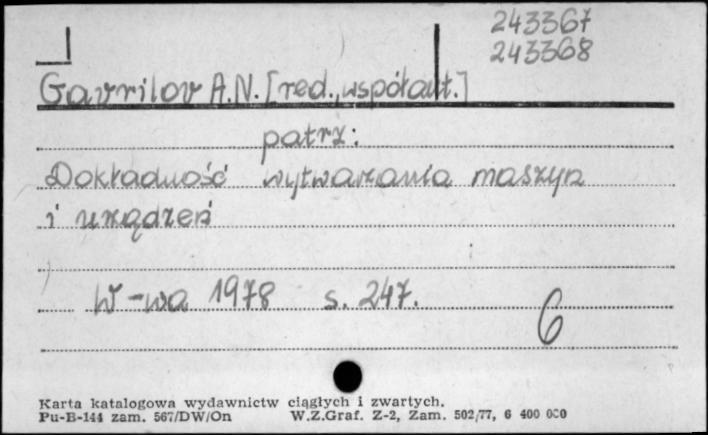 243367
243368
Gavrilov A.N. [red., współaut.]
patrz:
Dokładność wytwarzania maszyn
i urządzeń
W-wa 1978 s. 247.
6
Karta katalogowa wydawnictw ciągłych i zwartych.
Pu-B-144 zam. 567/DW/On W.Z.Graf. Z-2, Zam. 502/77, 6 400 000